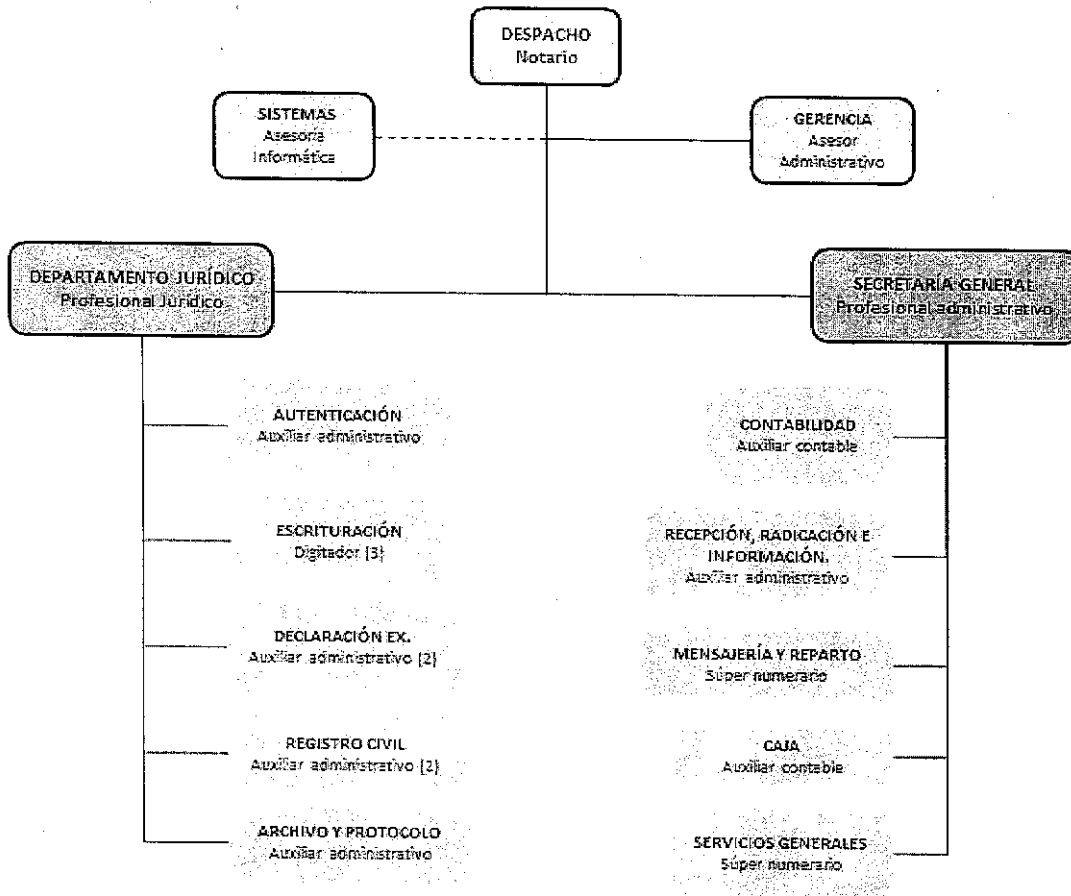 DESPACHO
Notario
SISTEMAS
Asesoría
Informática
GERENCIA
Asesor
Administrativo
DEPARTAMENTO JURÍDICO
Profesional Jurídico
SECRETARÍA GENERAL
Profesional administrativo
AUTENTICACIÓN
Auxiliar administrativo
ESCRITURACIÓN
Digitador (3)
DECLARACIÓN EX.
Auxiliar administrativo (2)
REGISTRO CIVIL
Auxiliar administrativo (2)
ARCHIVO Y PROTOCOLO
Auxiliar administrativo
CONTABILIDAD
Auxiliar contable
RECEPCIÓN, RADICACIÓN E
INFORMACIÓN.
Auxiliar administrativo
MENSAJERÍA Y REPARTO
Súper numerario
CAJA
Auxiliar contable
SERVICIOS GENERALES
Súper numerario